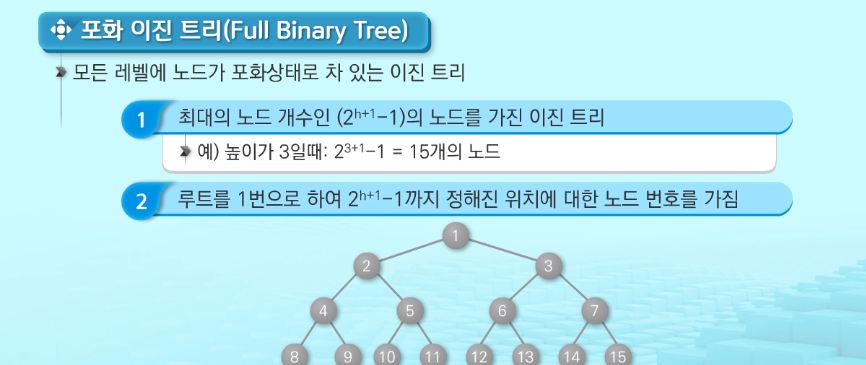 포화 이진 트리(Full Binary Tree)
모든 레벨에 노드가 포화상태로 차 있는 이진 트리
1 최대의 노드 개수인 (2ʰ⁺¹-1)의 노드를 가진 이진 트리
예) 높이가 3일때: 2³⁺¹-1 = 15개의 노드
2 루트를 1번으로 하여 2ʰ⁺¹-1까지 정해진 위치에 대한 노드 번호를 가짐
1
2 3
4 5 6 7
8 9 10 11 12 13 14 15